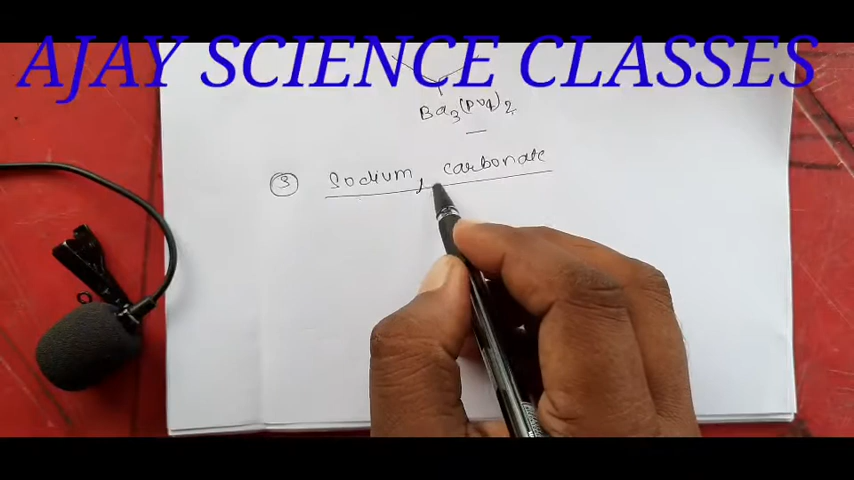 AJAY SCIENCE CLASSES
Ba3(PO4)2
③ Sodium, carbonate